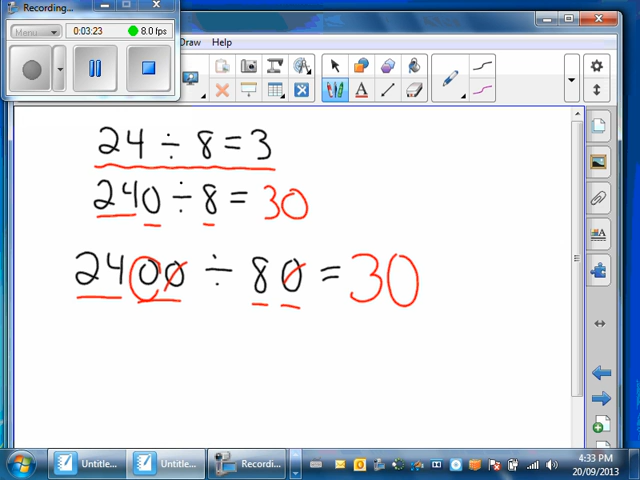 Recording...
Menu
0:03:23
8.0 fps
Draw
Help
24 ÷ 8 = 3
240 ÷ 8 = 30
2400 ÷ 80 = 30
Untitle...
Untitle...
Recordi...
4:33 PM
20/09/2013